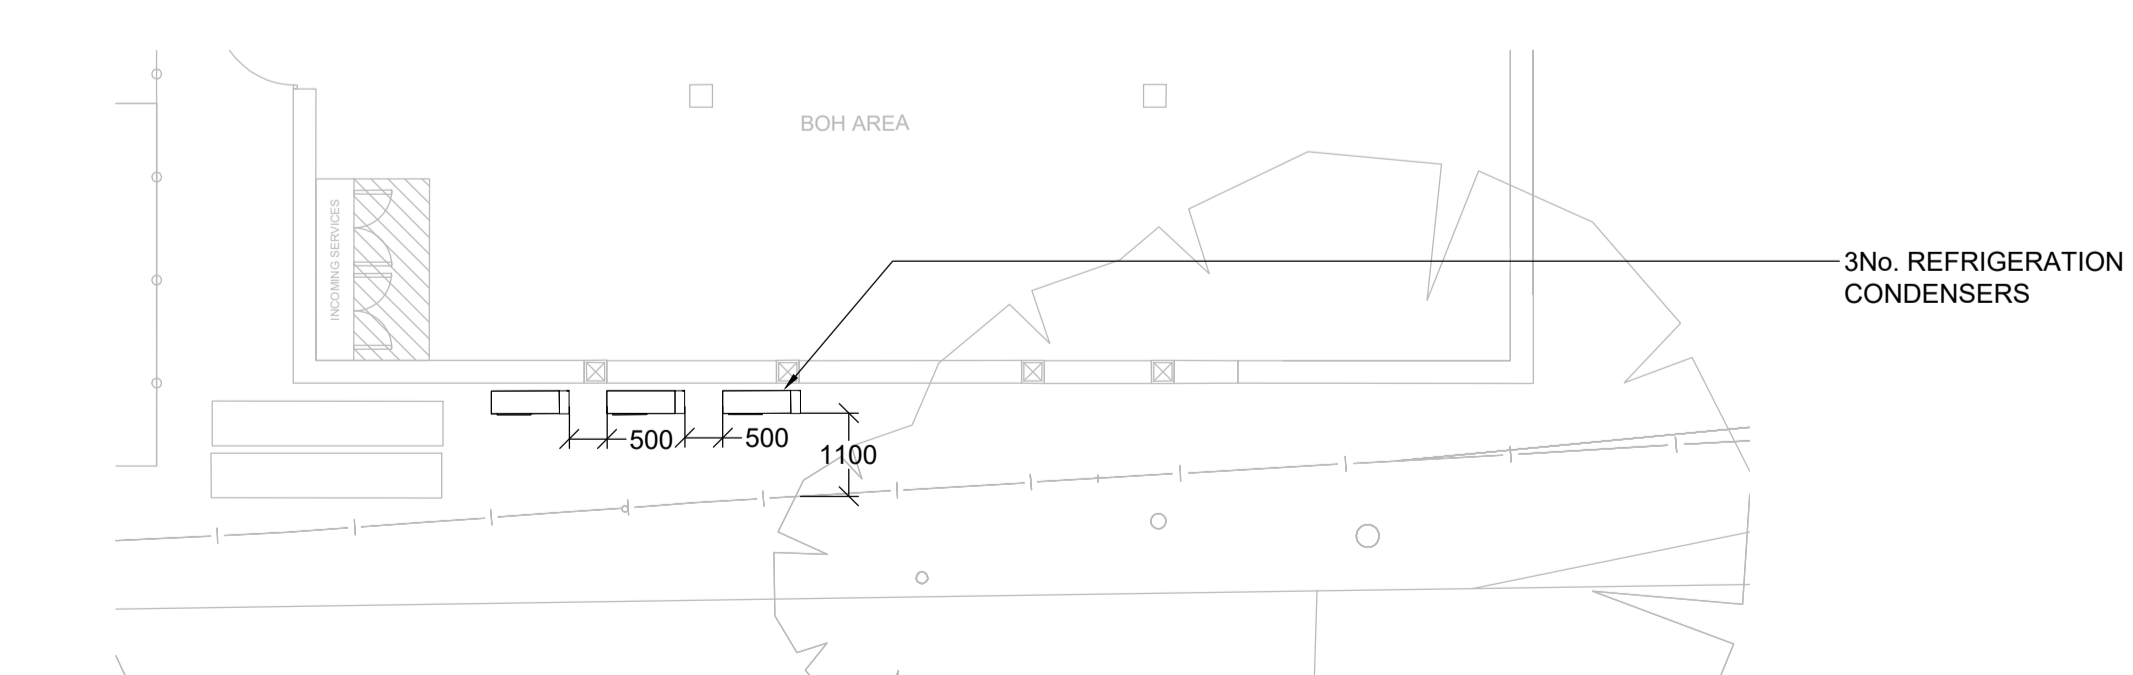 BOH AREA
INCOMING SERVICES
3No. REFRIGERATION
CONDENSERS
500
500
1100